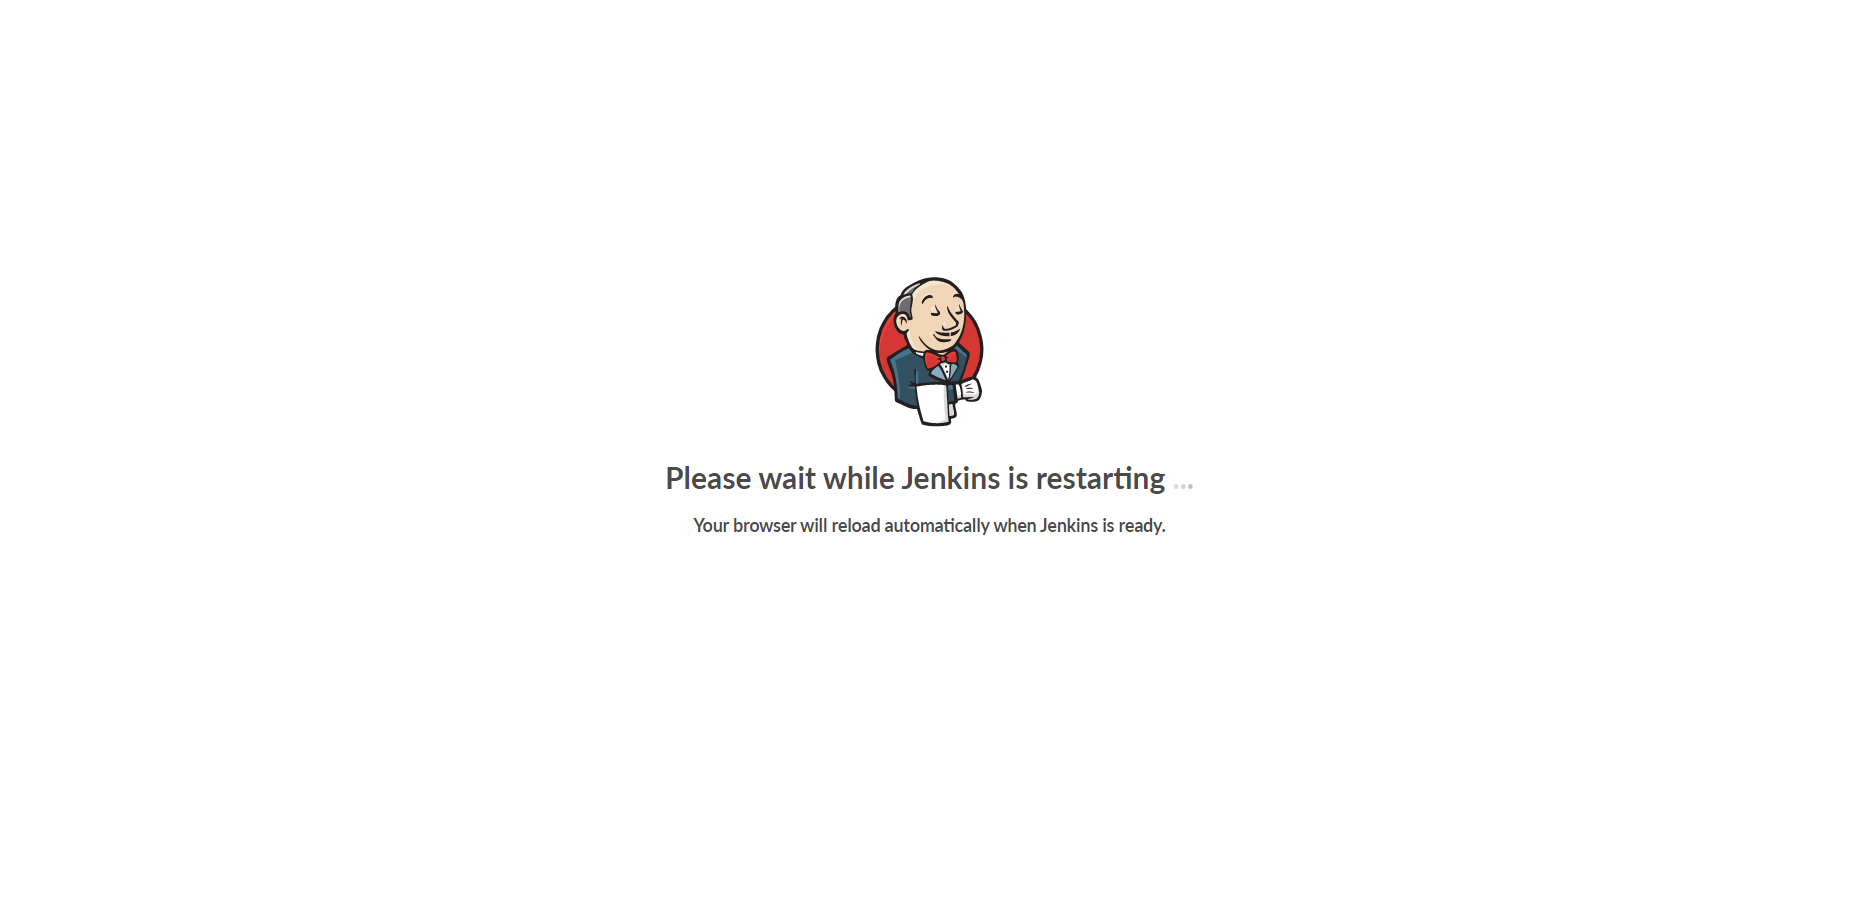 Please wait while Jenkins is restarting ...
Your browser will reload automatically when Jenkins is ready.